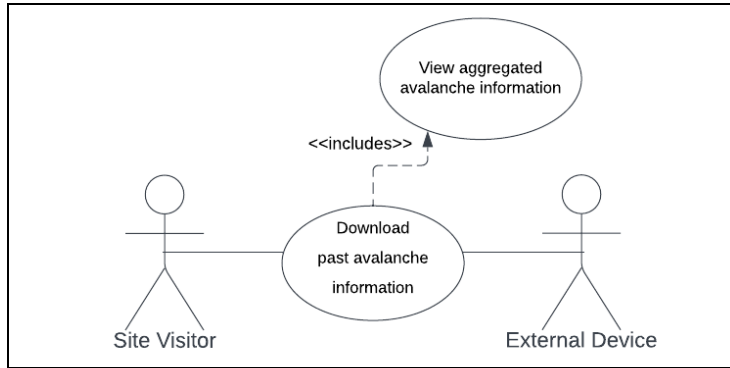 View aggregated
avalanche information
<<includes>>
Download
past avalanche
information
Site Visitor
External Device